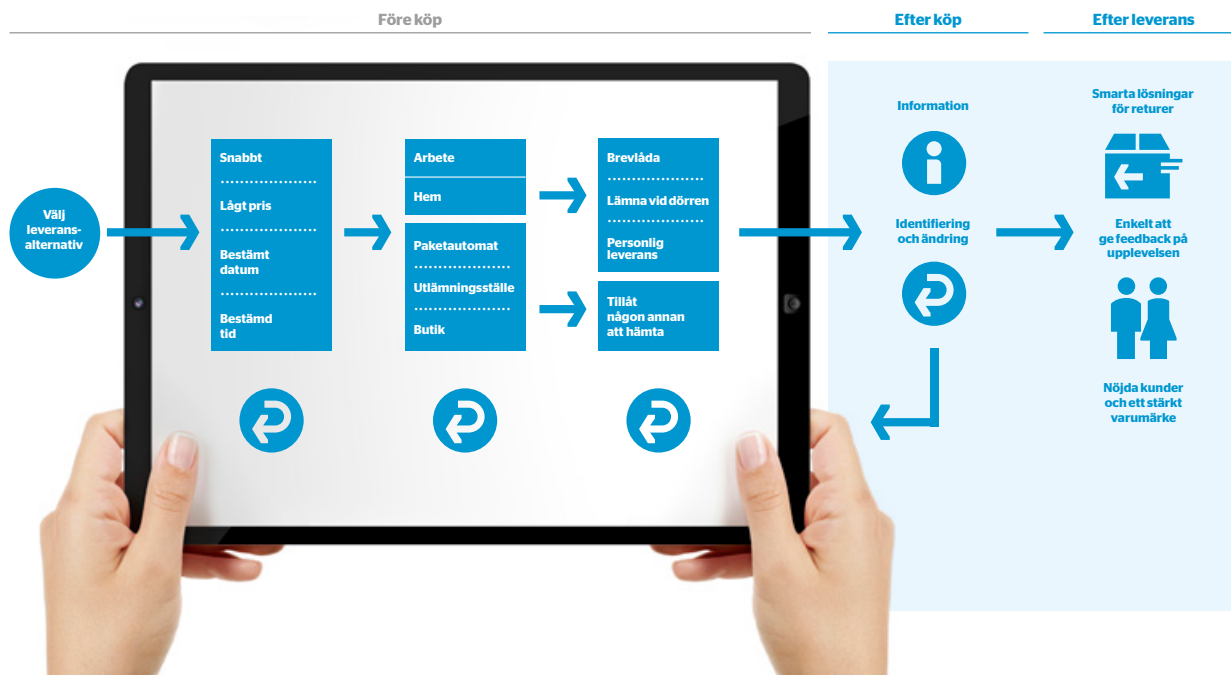 Före köp
Efter köp
Efter leverans
Välj
leverans-
alternativ
Snabbt
Lågt pris
Bestämt
datum
Bestämd
tid
Arbete
Hem
Paketautomat
Utlämningsställe
Butik
Brevlåda
Lämna vid dörren
Personlig
leverans
Tillåt
någon annan
att hämta
Information
Identifiering
och ändring
Smarta lösningar
för returer
Enkelt att
ge feedback på
upplevelsen
Nöjda kunder
och ett stärkt
varumärke